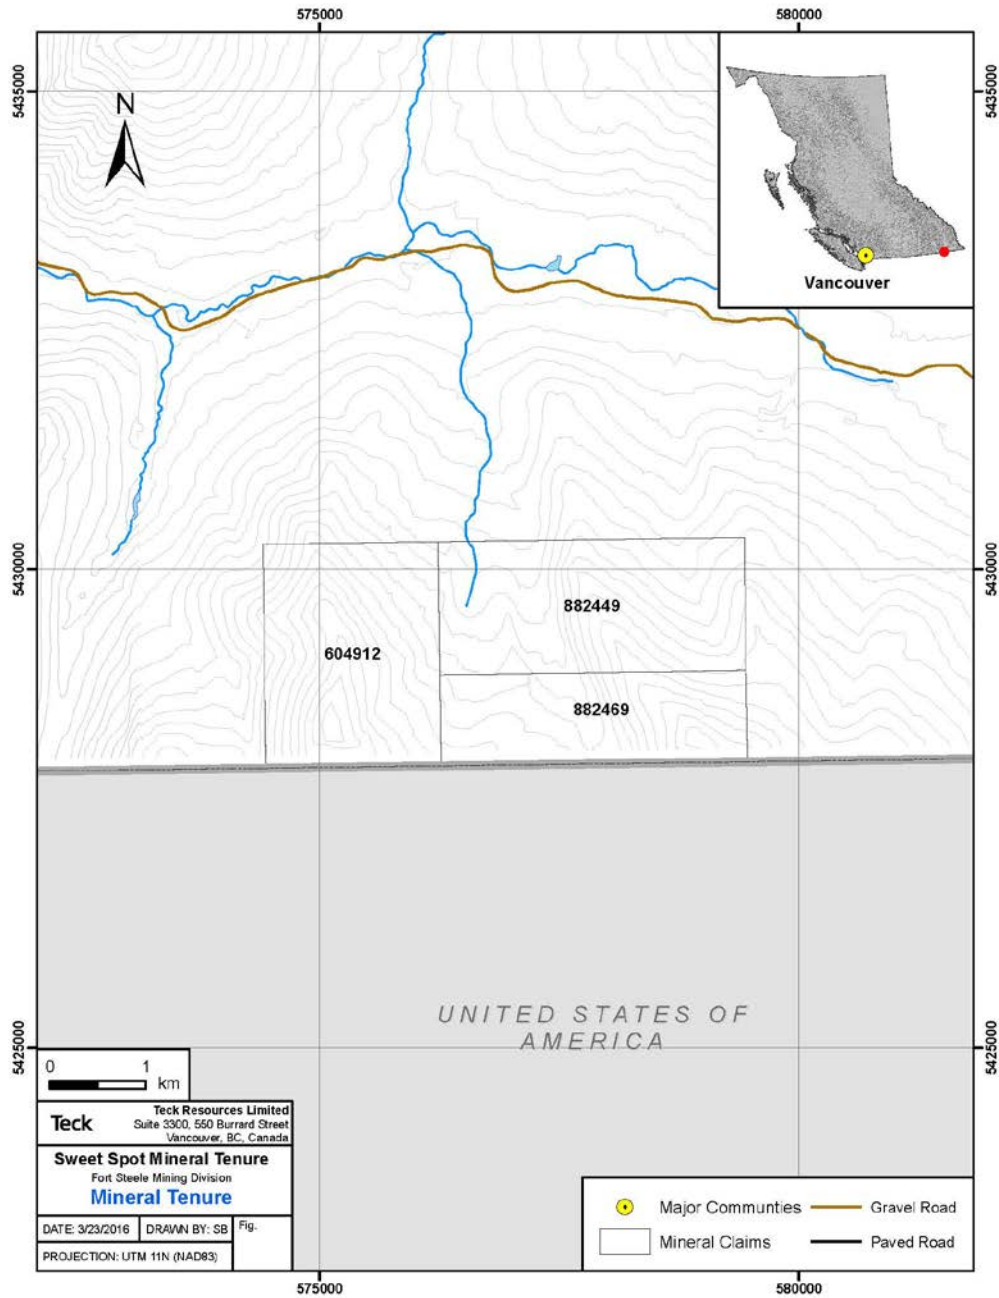 575000
580000
5435000
5435000
N
Vancouver
5430000
5430000
882449
604912
882469
UNITED STATES OF
AMERICA
5425000
5425000
0 1
km
Teck
Teck Resources Limited
Suite 3300, 550 Burrard Street
Vancouver, BC, Canada
Sweet Spot Mineral Tenure
Fort Steele Mining Division
Mineral Tenure
DATE: 3/23/2016
DRAWN BY: SB
Fig.
PROJECTION: UTM 11N (NAD83)
Major Communties
Gravel Road
Mineral Claims
Paved Road
575000
580000